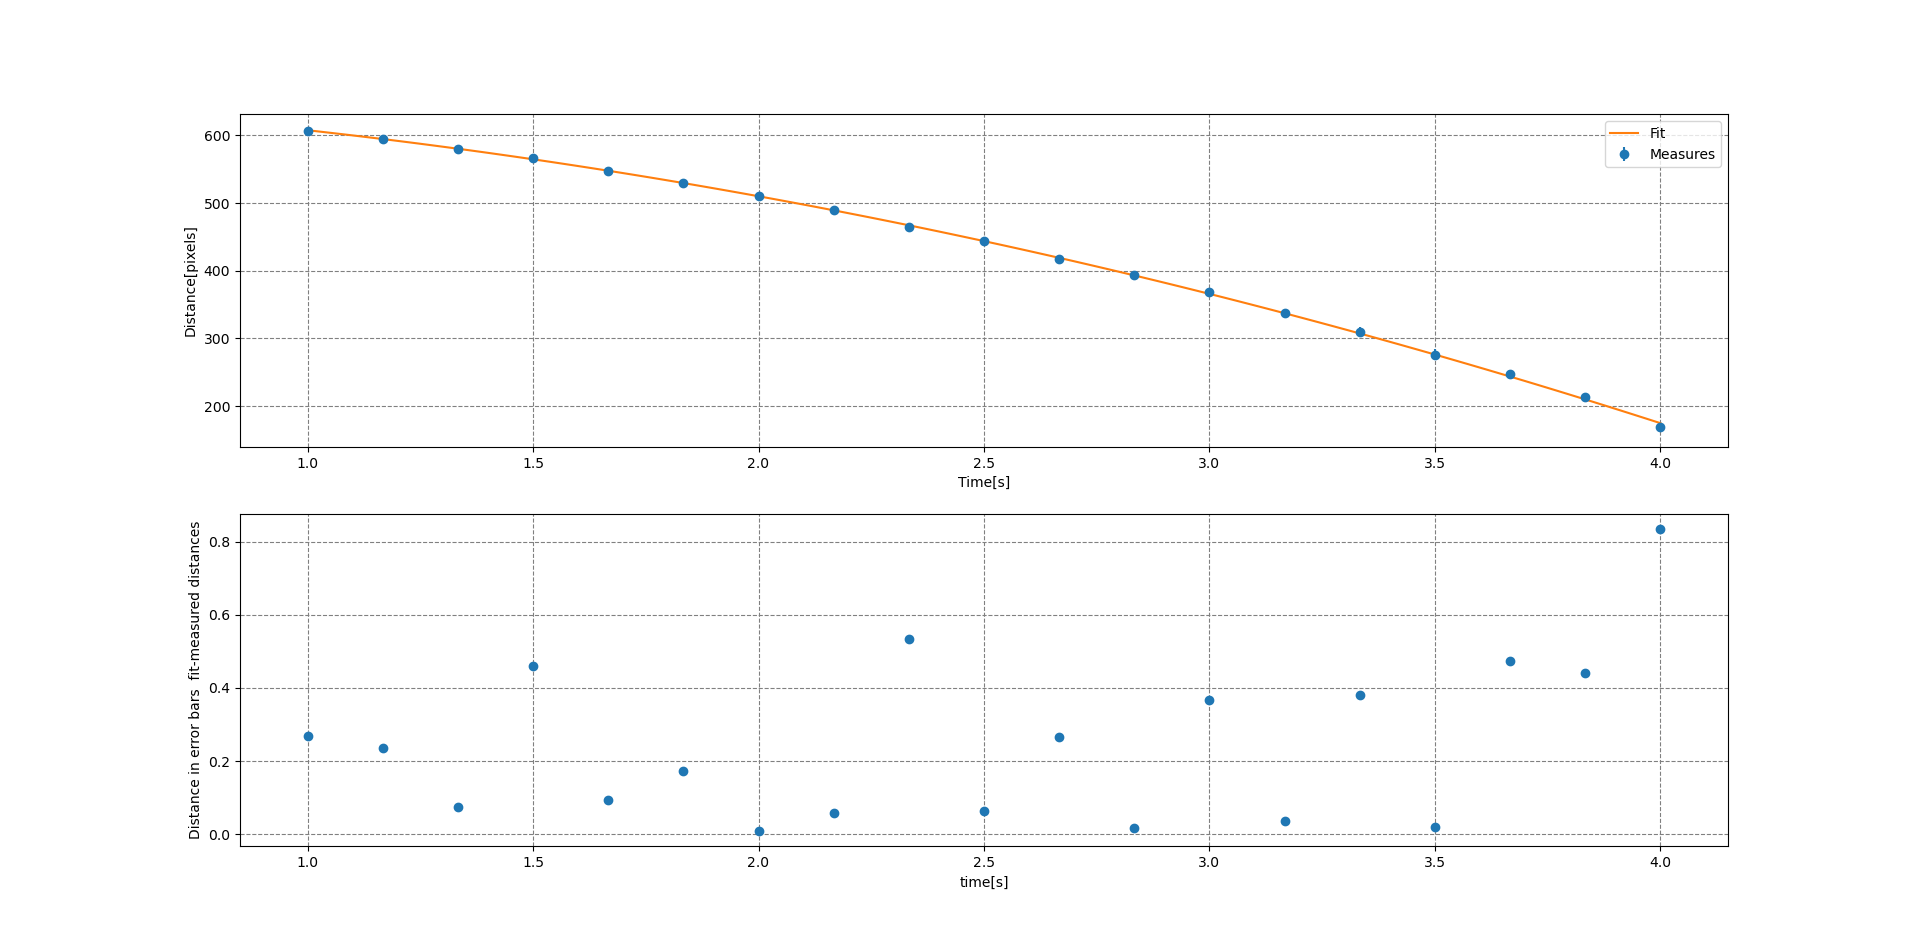 600
500
400
300
200
Distance[pixels]
Fit
Measures
1.0 1.5 2.0 2.5 3.0 3.5 4.0
Time[s]
0.8
0.6
0.4
0.2
0.0
Distance in error bars  fit-measured distances
1.0 1.5 2.0 2.5 3.0 3.5 4.0
time[s]